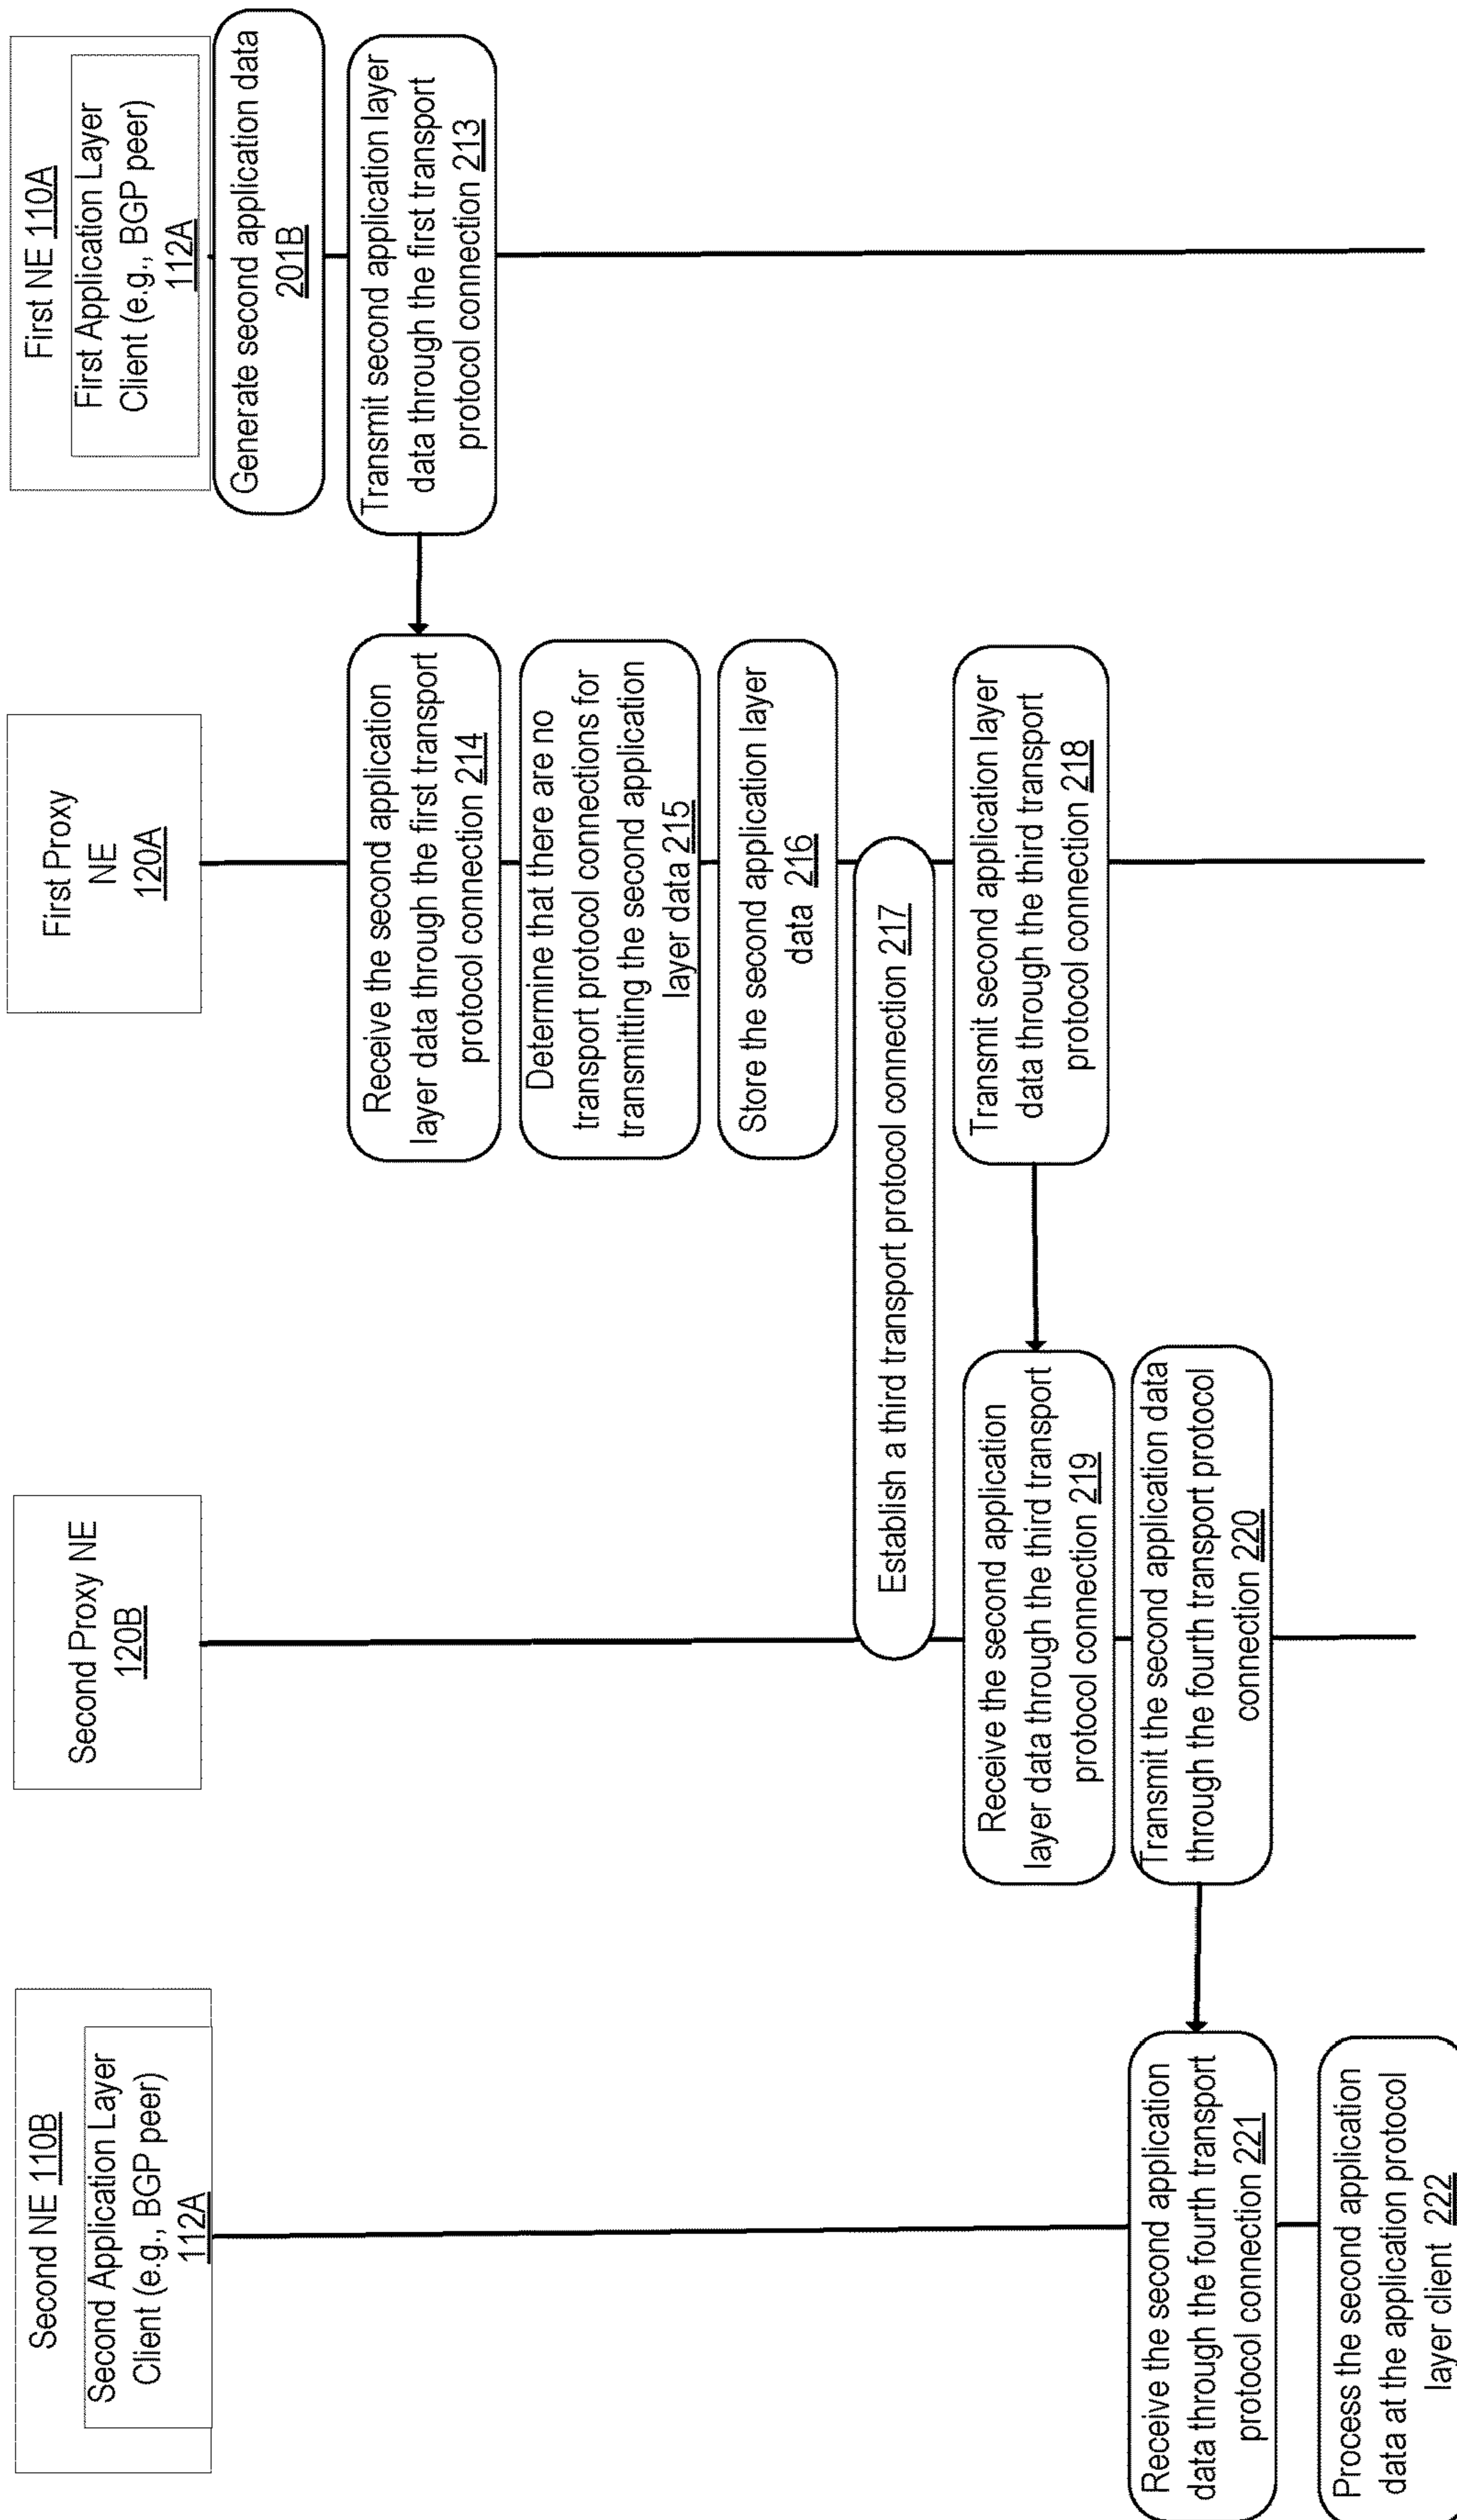 Second NE 110B
Second Application Layer
Client (e.g., BGP peer)
112A
Second Proxy NE
120B
First Proxy
NE
120A
First NE 110A
First Application Layer
Client (e.g., BGP peer)
112A
Generate second application data
201B
Transmit second application layer
data through the first transport
protocol connection 213
Receive the second application
layer data through the first transport
protocol connection 214
Determine that there are no
transport protocol connections for
transmitting the second application
layer data 215
Store the second application layer
data 216
Establish a third transport protocol connection 217
Transmit second application layer
data through the third transport
protocol connection 218
Receive the second application
layer data through the third transport
protocol connection 219
Transmit the second application data
through the fourth transport protocol
connection 220
Receive the second application
data through the fourth transport
protocol connection 221
Process the second application
data at the application protocol
layer client 222